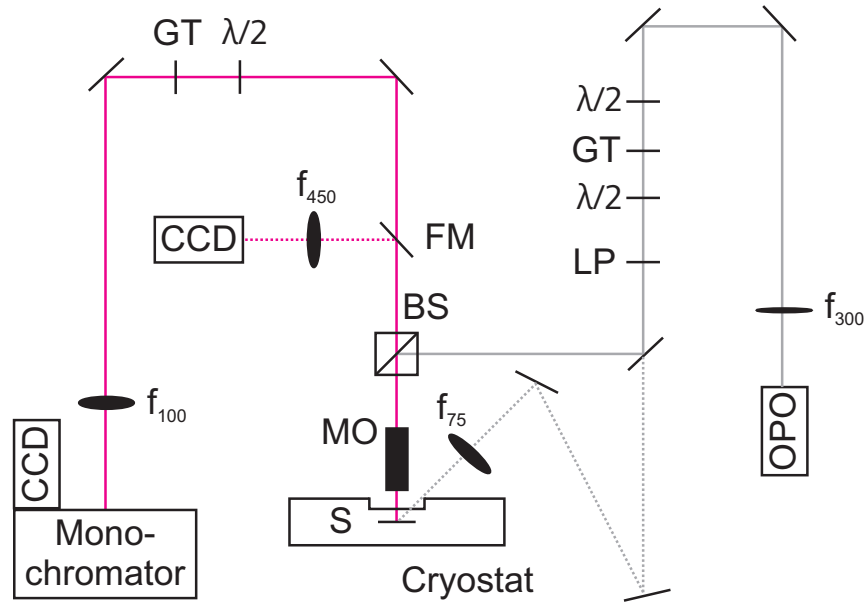 GT λ/2
λ/2
GT
λ/2
f450
CCD
FM
LP
BS
f300
f100
f75
MO
CCD
OPO
S
Mono-
chromator
Cryostat